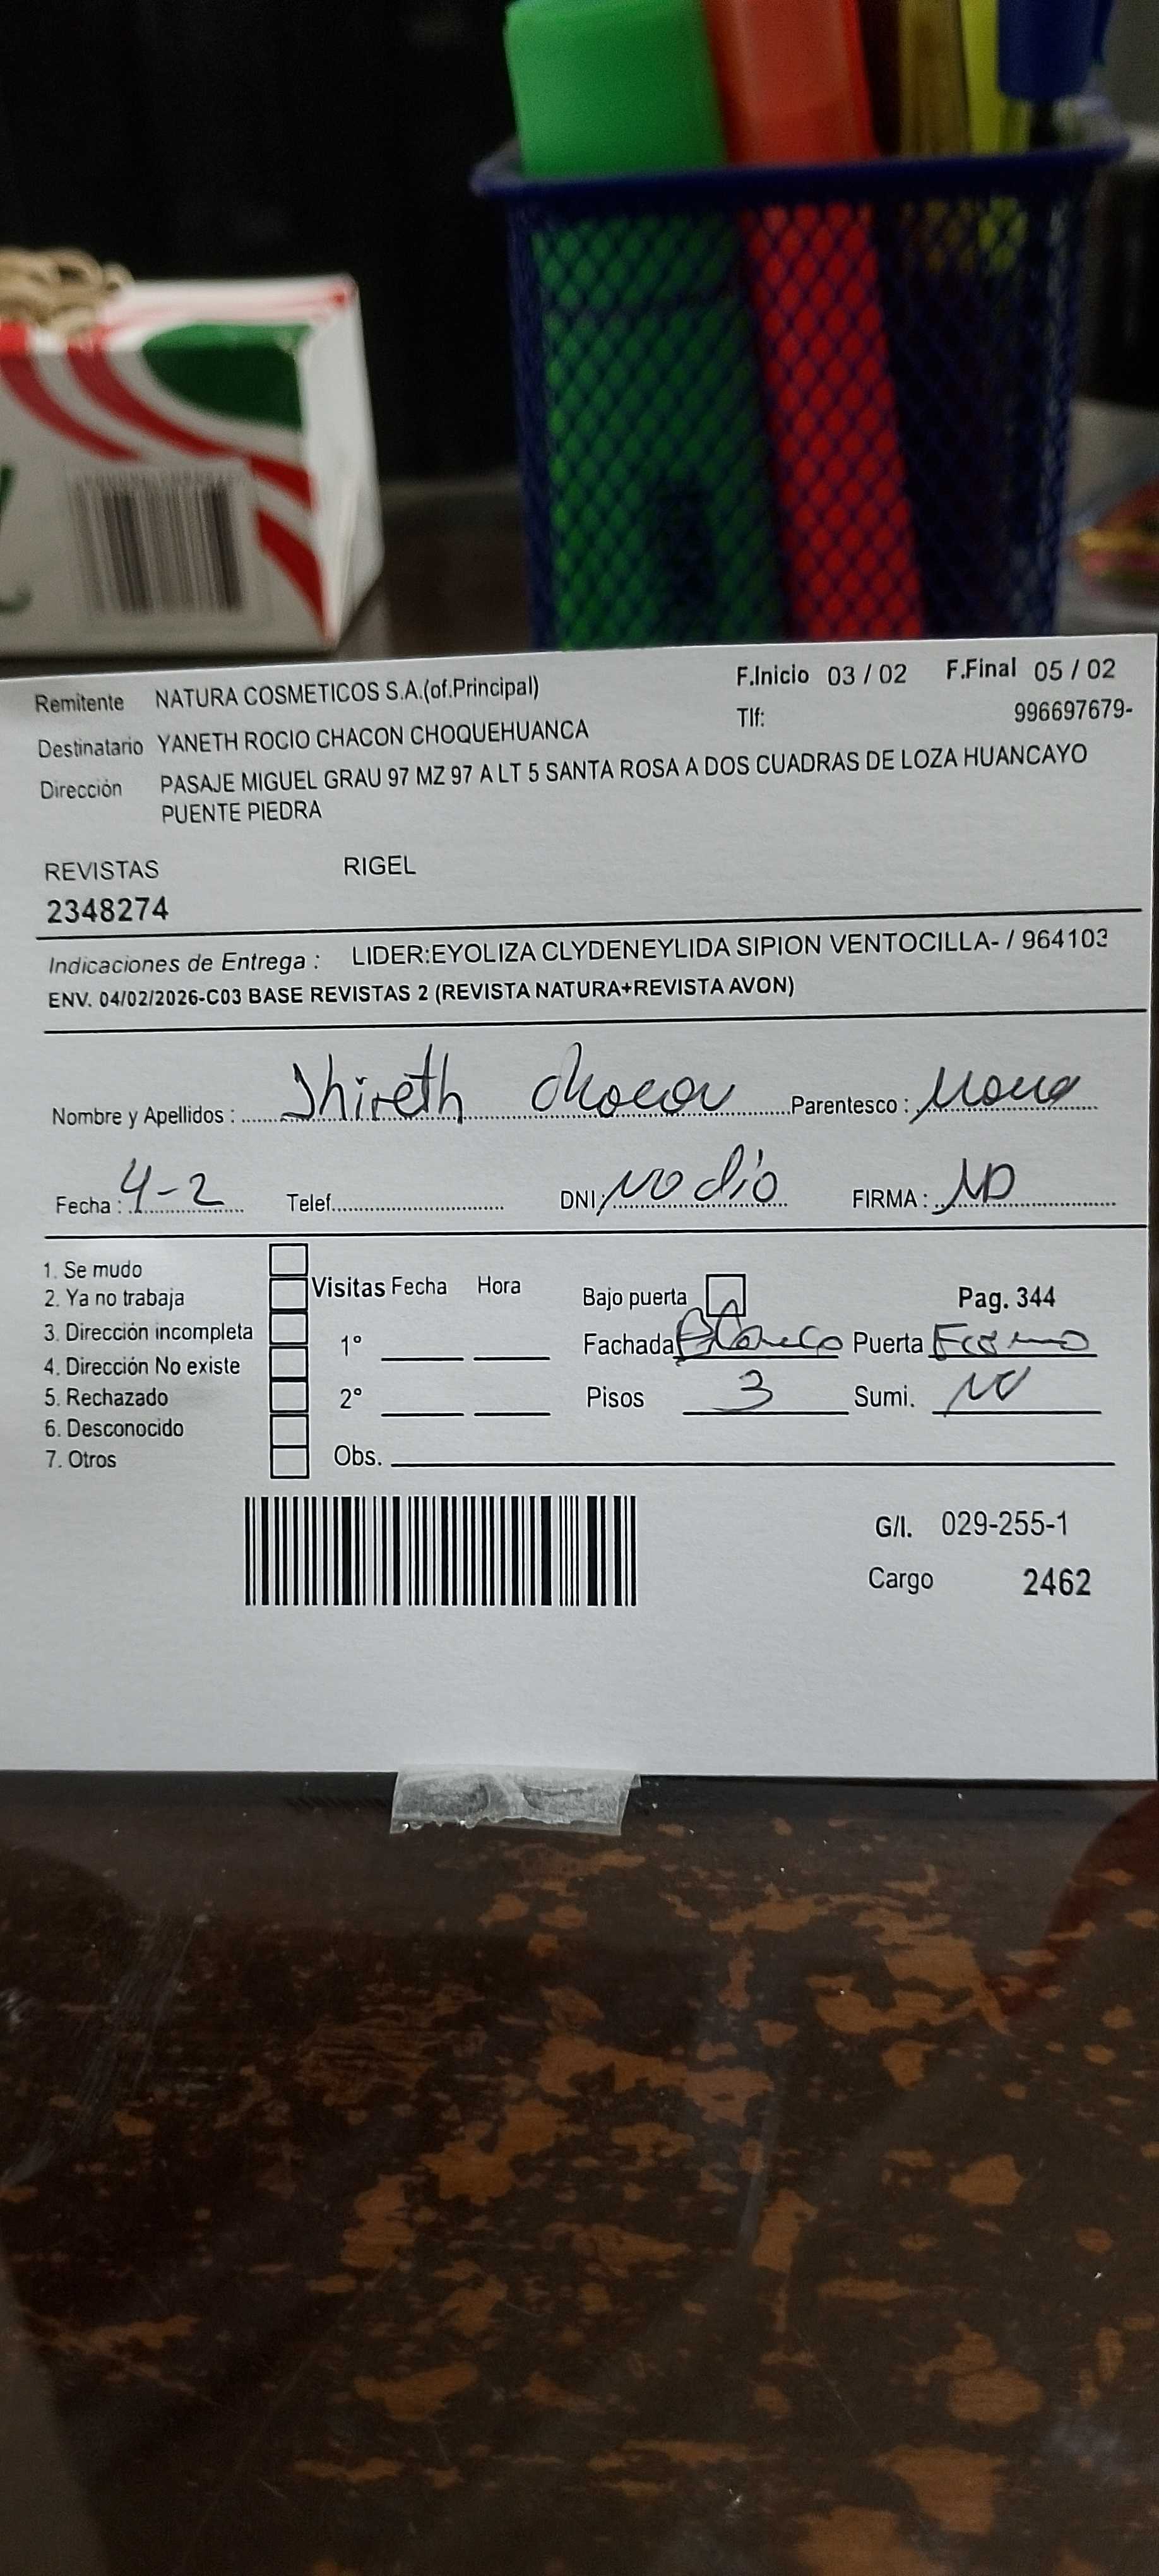 Remitente NATURA COSMETICOS S.A.(of.Principal) F.Inicio 03 / 02 F.Final 05 / 02
Tlf: 996697679-
Destinatario YANETH ROCIO CHACON CHOQUEHUANCA
Dirección PASAJE MIGUEL GRAU 97 MZ 97 A LT 5 SANTA ROSA A DOS CUADRAS DE LOZA HUANCAYO
PUENTE PIEDRA
REVISTAS RIGEL
2348274
Indicaciones de Entrega : LIDER:EYOLIZA CLYDENEYLIDA SIPION VENTOCILLA- / 964103
ENV. 04/02/2026-C03 BASE REVISTAS 2 (REVISTA NATURA+REVISTA AVON)
Nombre y Apellidos : Shireth Chacon Parentesco :
Fecha : 4-2 Telef. DNI: NO dio FIRMA : ND
1. Se mudo
2. Ya no trabaja Visitas Fecha Hora Bajo puerta Pag. 344
3. Dirección incompleta 1° Fachada Blanco Puerta
4. Dirección No existe
5. Rechazado 2° Pisos 3 Sumi. NO
6. Desconocido
7. Otros Obs.
G/I. 029-255-1
Cargo 2462